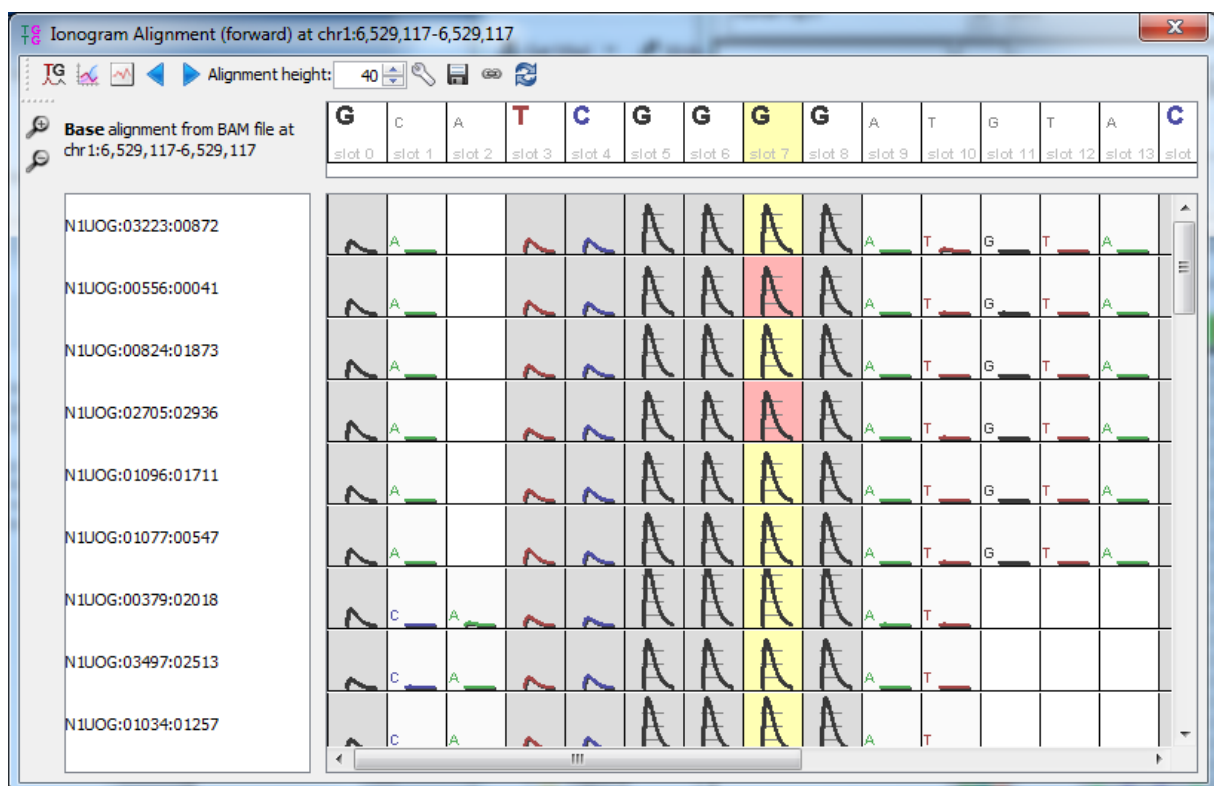 Ionogram Alignment (forward) at chr1:6,529,117-6,529,117
TG Alignment height: 40
Base alignment from BAM file at
chr1:6,529,117-6,529,117
G C A T C G G G G A T G T A C
slot 0 slot 1 slot 2 slot 3 slot 4 slot 5 slot 6 slot 7 slot 8 slot 9 slot 10 slot 11 slot 12 slot 13 slot
N1UOG:03223:00872 A A T G T A
N1UOG:00556:00041 A A T G T A
N1UOG:00824:01873 A A T G T A
N1UOG:02705:02936 A A T G T A
N1UOG:01096:01711 A A T G T A
N1UOG:01077:00547 A A T G T A
N1UOG:00379:02018 C A A T
N1UOG:03497:02513 C A A T
N1UOG:01034:01257 C A A T